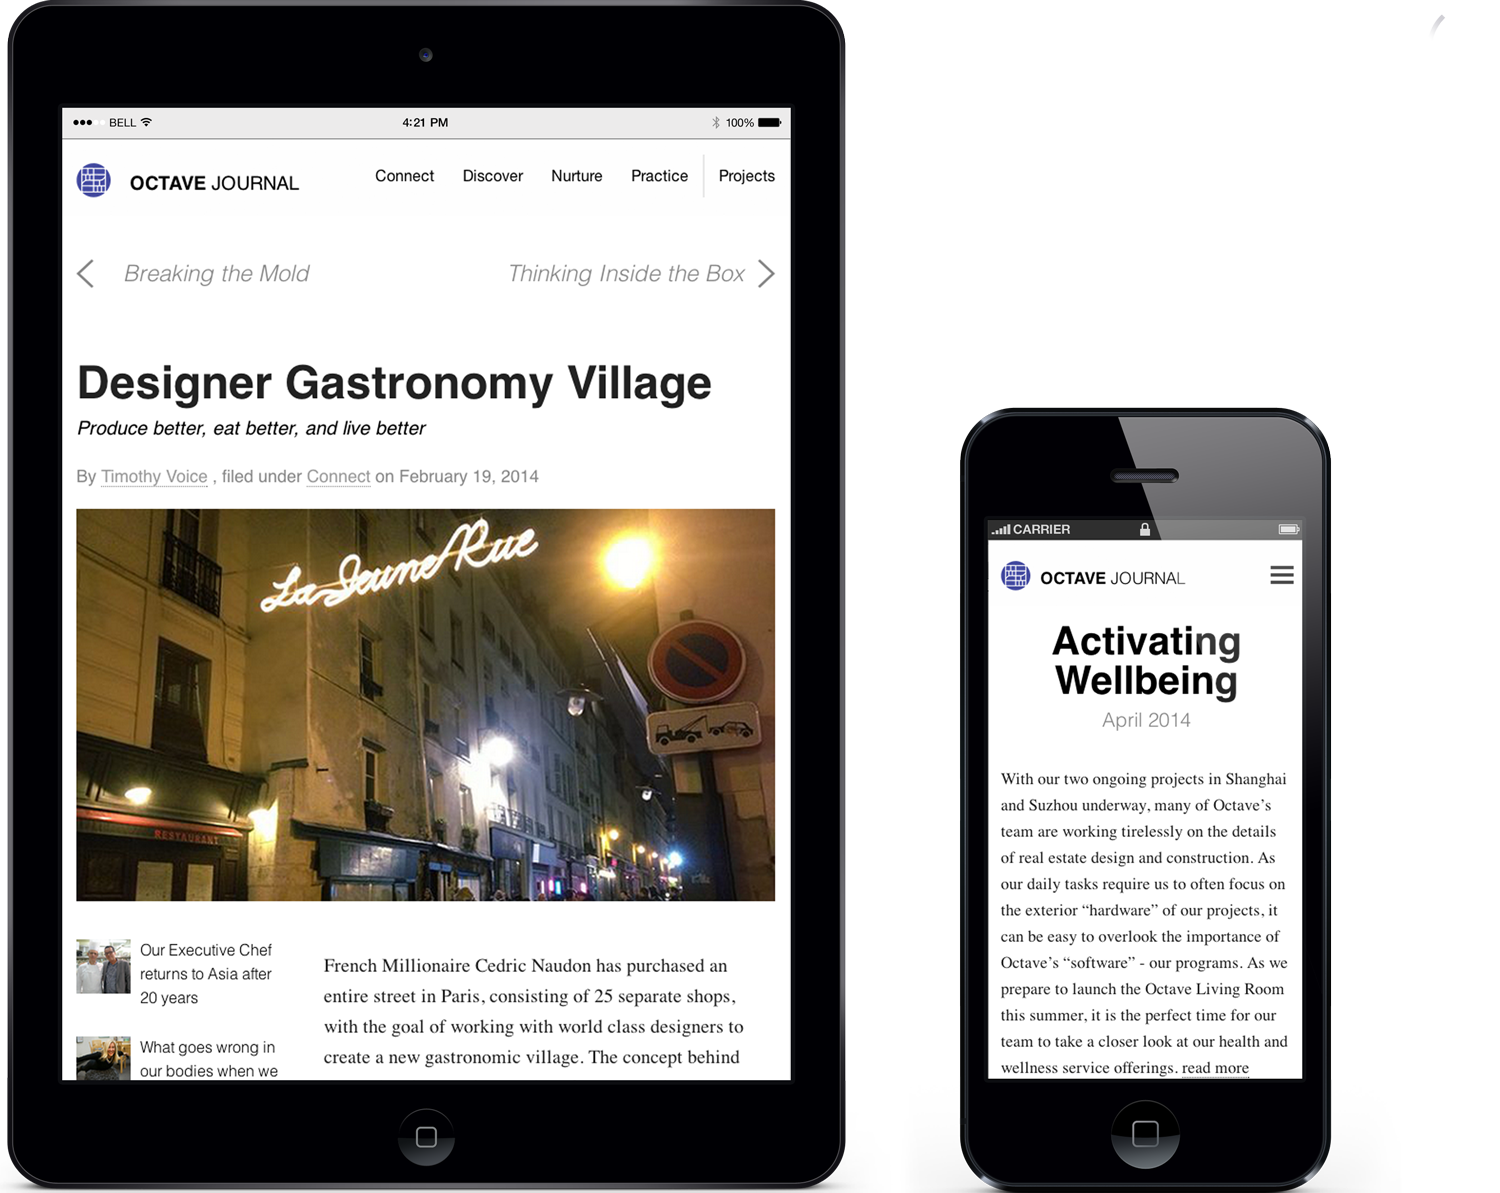 BELL
4:21 PM
100%
OCTAVE JOURNAL
Connect
Discover
Nurture
Practice
Projects
Breaking the Mold
Thinking Inside the Box
Designer Gastronomy Village
Produce better, eat better, and live better
By Timothy Voice , filed under Connect on February 19, 2014
La Jeune Rue
RESTAURANT
Our Executive Chef
returns to Asia after
20 years
What goes wrong in
our bodies when we
French Millionaire Cedric Naudon has purchased an
entire street in Paris, consisting of 25 separate shops,
with the goal of working with world class designers to
create a new gastronomic village. The concept behind
CARRIER
OCTAVE JOURNAL
Activating
Wellbeing
April 2014
With our two ongoing projects in Shanghai
and Suzhou underway, many of Octave’s
team are working tirelessly on the details
of real estate design and construction. As
our daily tasks require us to often focus on
the exterior “hardware” of our projects, it
can be easy to overlook the importance of
Octave’s “software” - our programs. As we
prepare to launch the Octave Living Room
this summer, it is the perfect time for our
team to take a closer look at our health and
wellness service offerings. read more